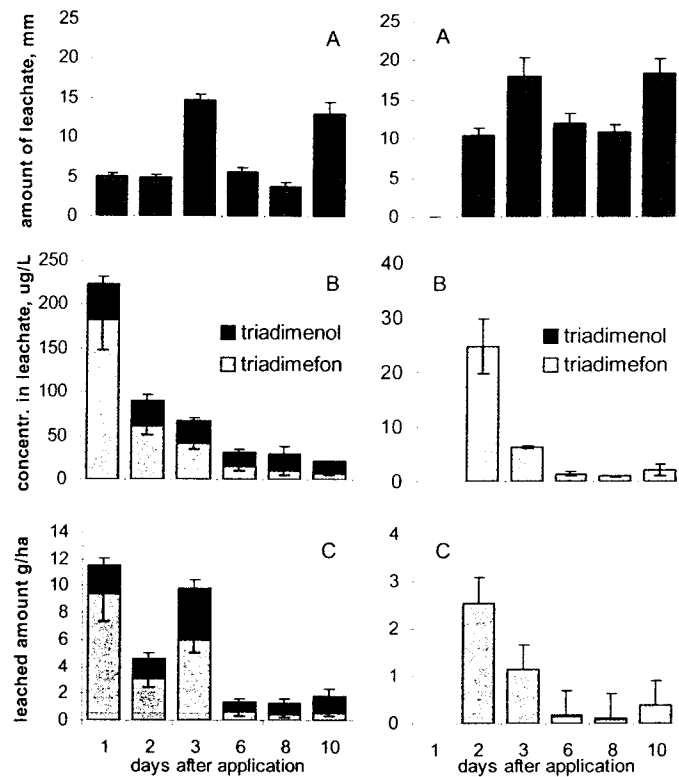 amount of leachate, mm
25
20
15
10
5
0
A
25
20
15
10
5
0
A
concentr. in leachate, ug/L
250
200
150
100
50
0
B
triadimenol
triadimefon
40
30
20
10
0
B
triadimenol
triadimefon
leached amount g/ha
14
12
10
8
6
4
2
0
C
1 2 3 6 8 10
days after application
3
2
1
0
C
1 2 3 6 8 10
days after application